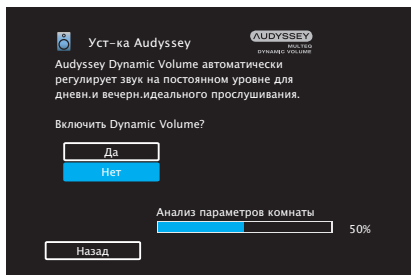 Уст-ка Audyssey
AUDYSSEY
MULTEQ
DYNAMIC VOLUME
Audyssey Dynamic Volume автоматически
регулирует звук на постоянном уровне для
дневн.и вечерн.идеального прослушивания.
Включить Dynamic Volume?
Да
Нет
Анализ параметров комнаты
50%
Назад